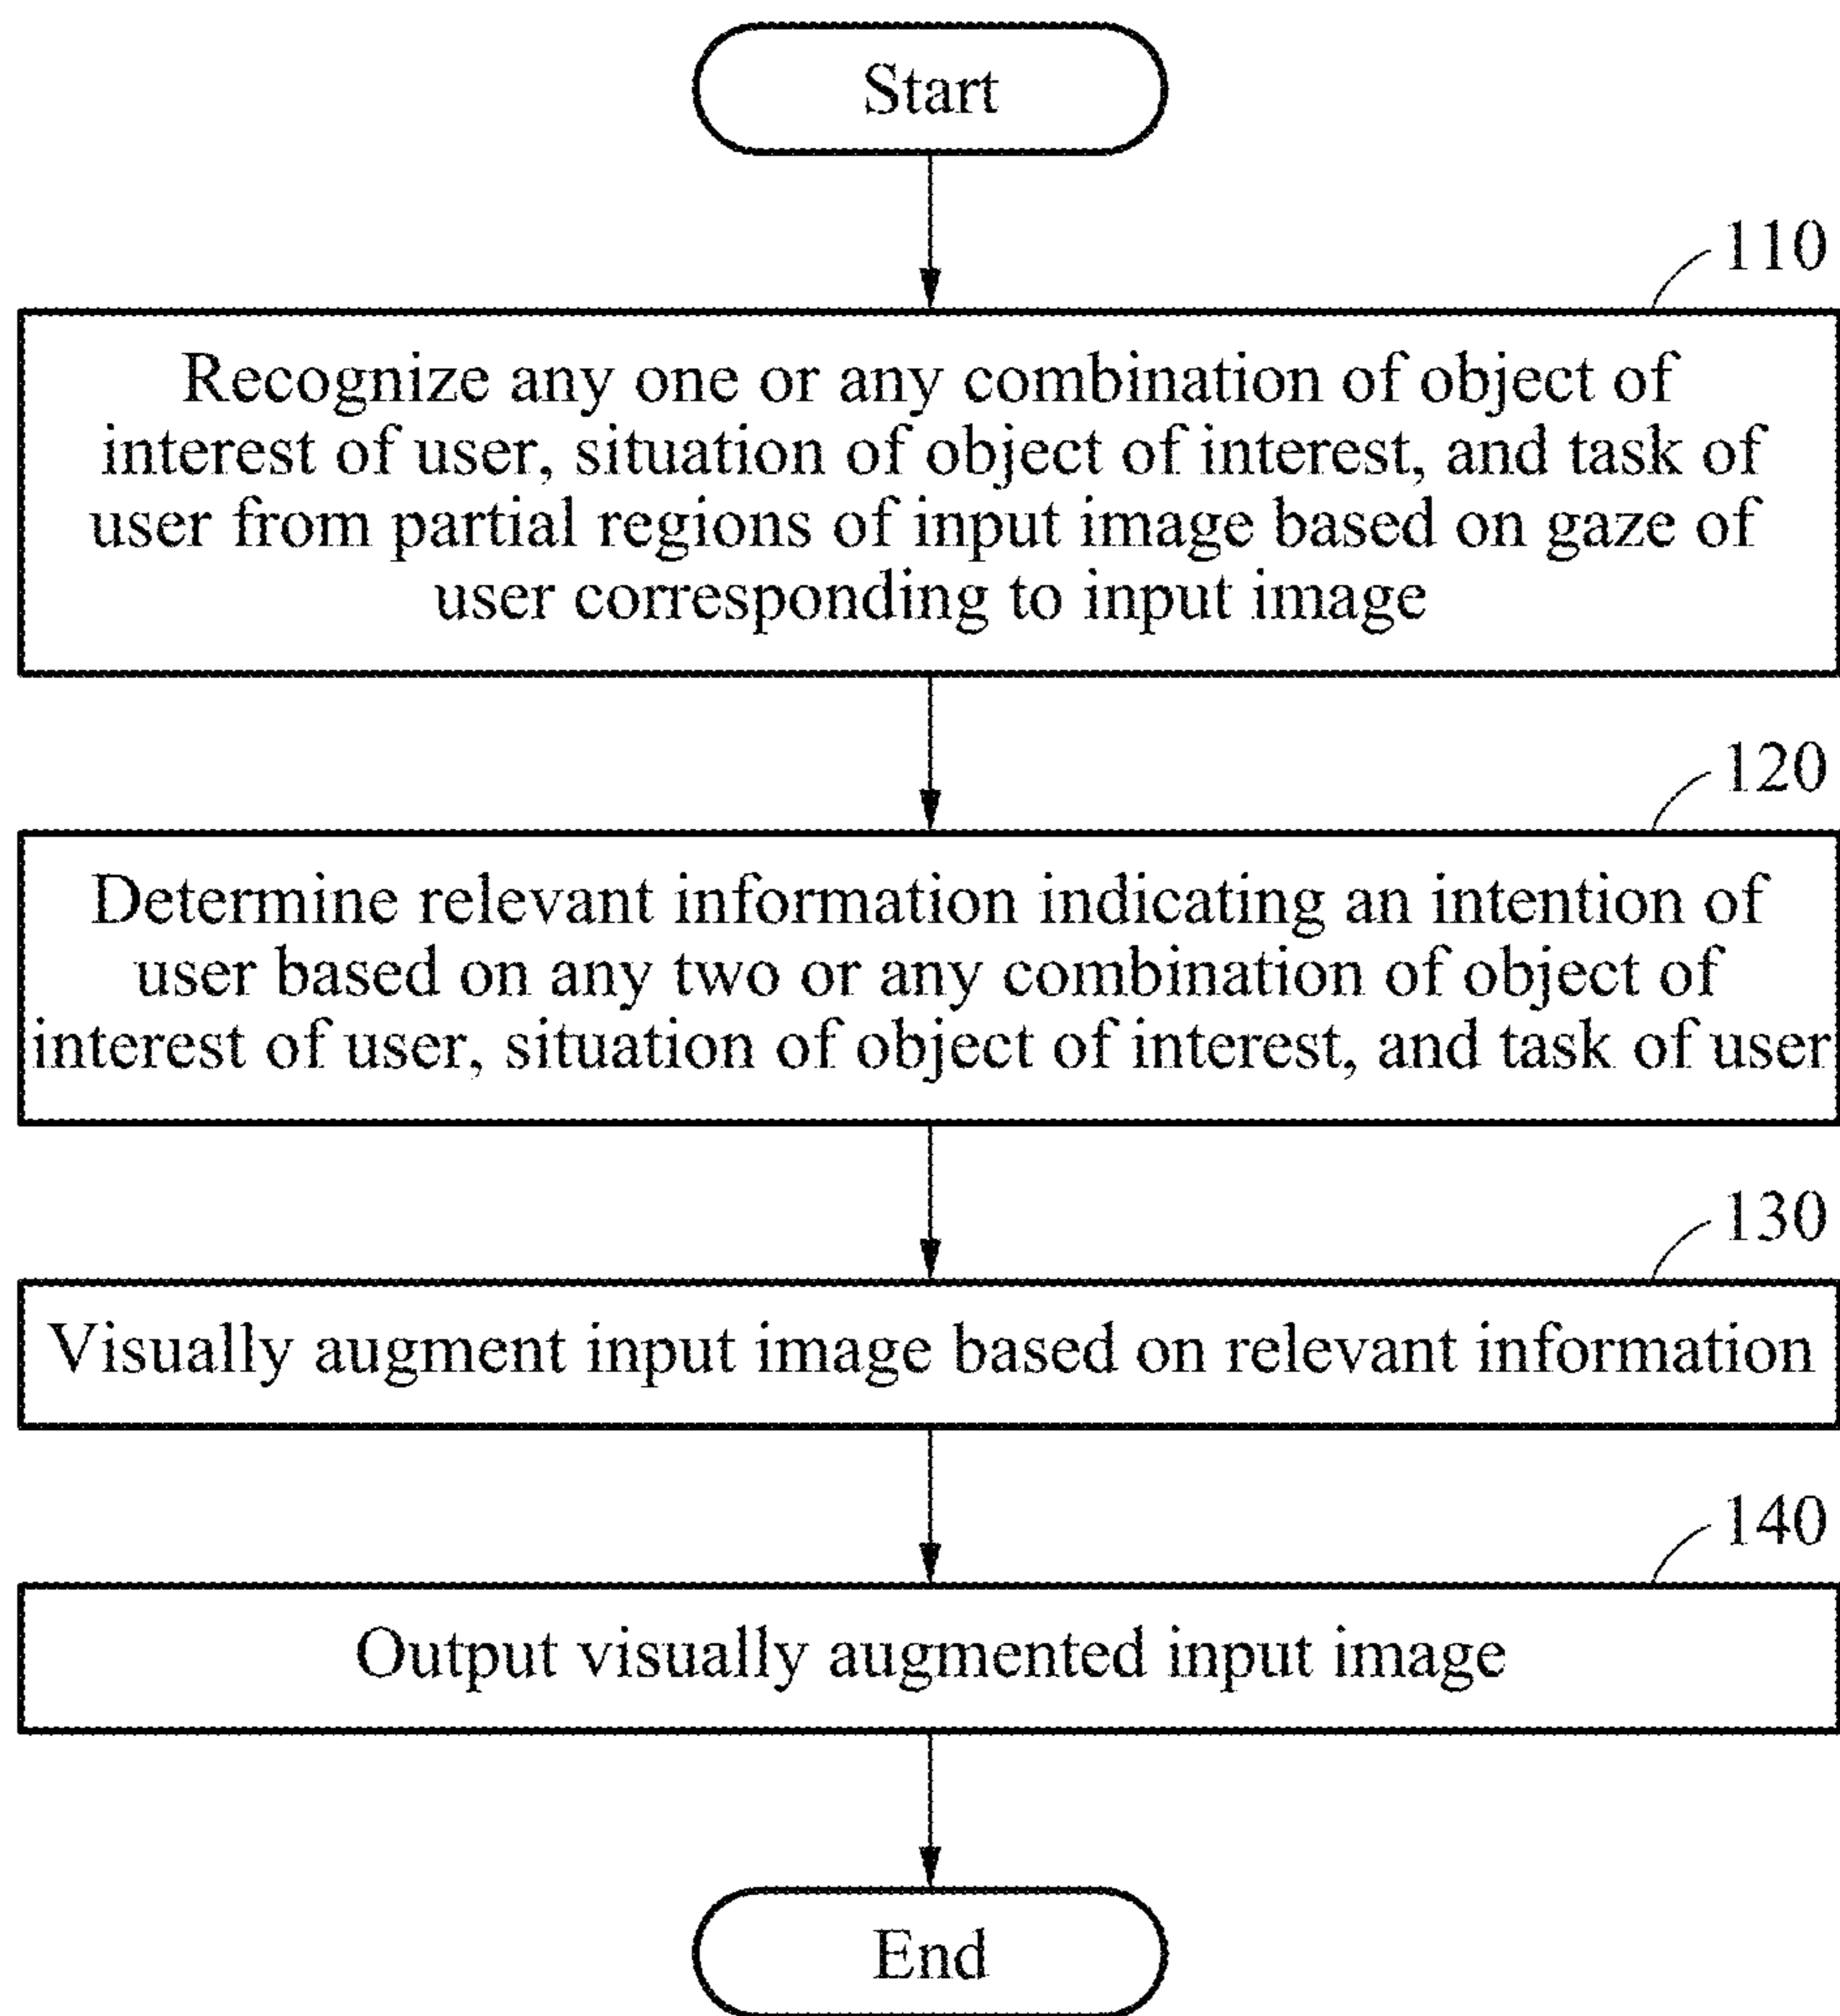 Start
110
Recognize any one or any combination of object of
interest of user, situation of object of interest, and task of
user from partial regions of input image based on gaze of
user corresponding to input image
120
Determine relevant information indicating an intention of
user based on any two or any combination of object of
interest of user, situation of object of interest, and task of user
130
Visually augment input image based on relevant information
140
Output visually augmented input image
End